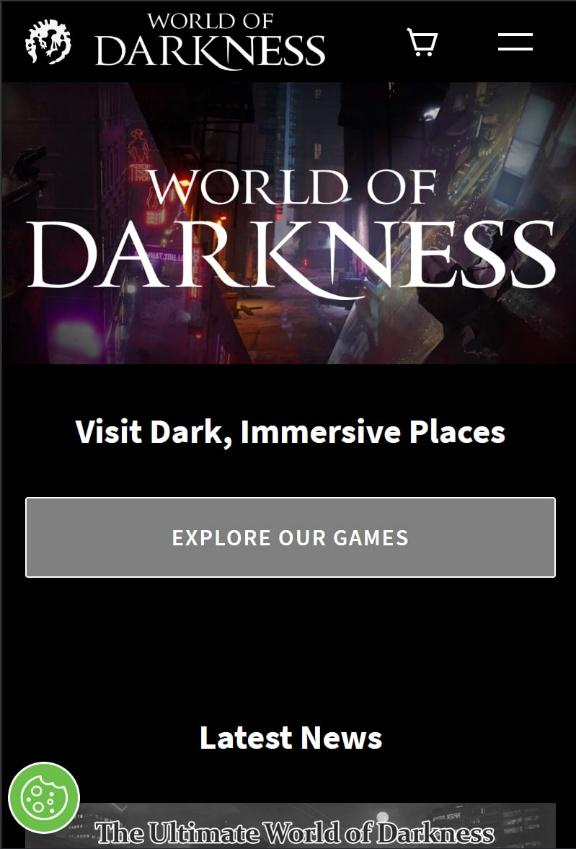 WORLD OF
DARKNESS
WORLD OF
DARKNESS
Visit Dark, Immersive Places
EXPLORE OUR GAMES
Latest News
The Ultimate World of Darkness